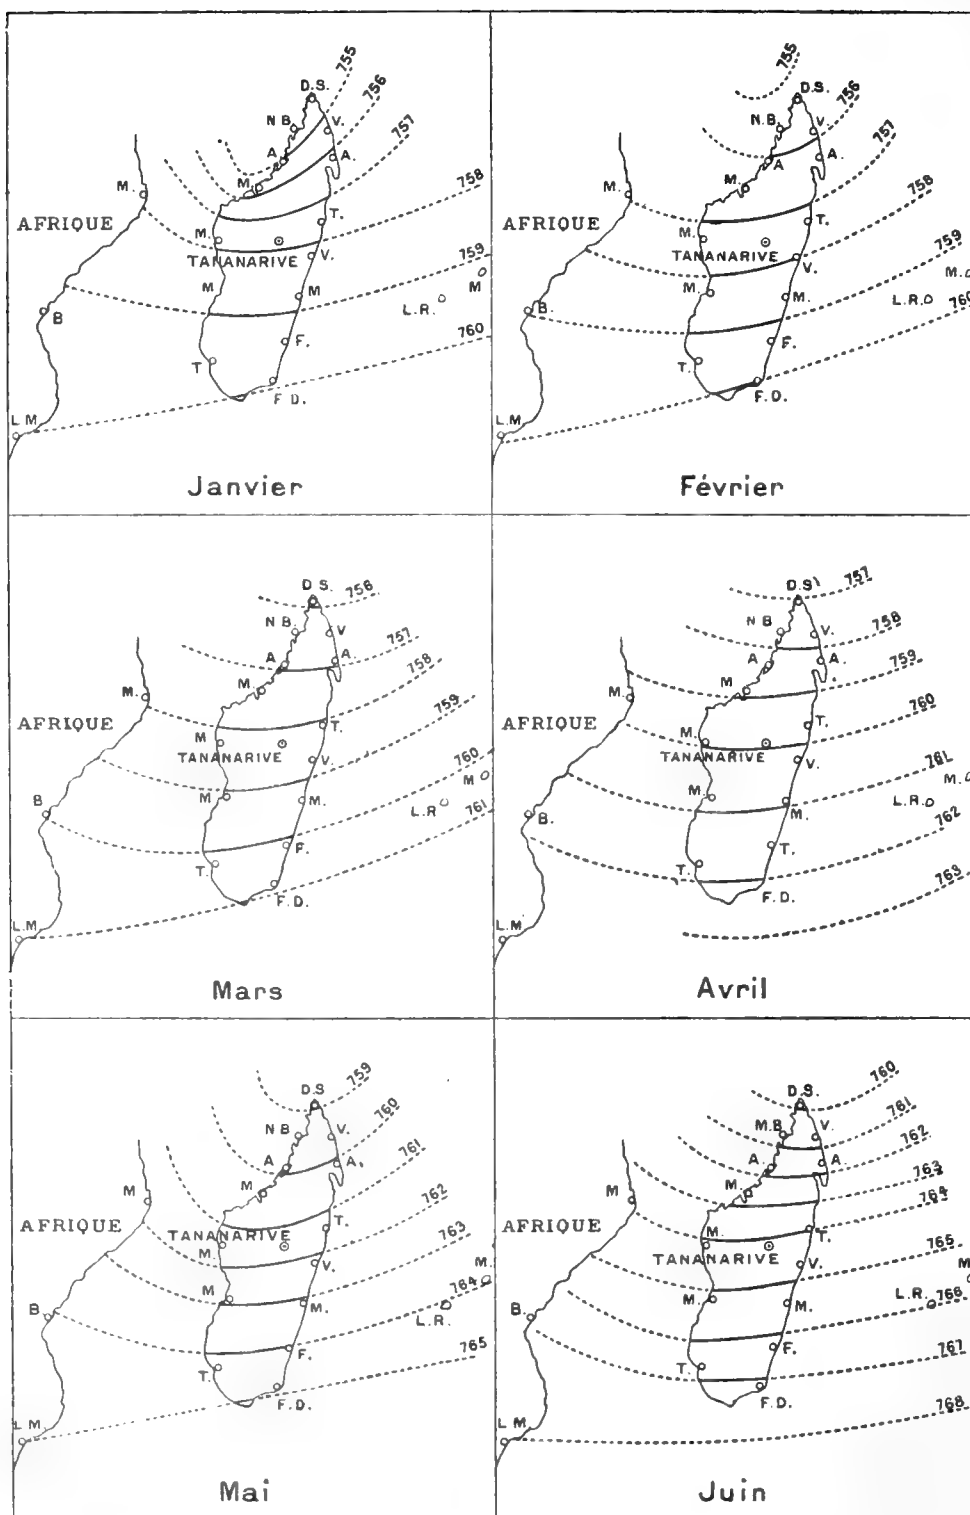 755
D.S.
756
N.B.
V.
757
A
A.
M.
M.
758
AFRIQUE
T.
M.
TANANARIVE
V.
759
M
M
M
L.R.
B
F.
760
T.
F.D.
L.M
Janvier
755
D.S.
756
N.B.
V.
757
A
A.
M.
M.
758
AFRIQUE
T.
M.
TANANARIVE
V.
759
M.
M.
M.
L.R.
760
B.
F.
T.
F.D.
L.M
Février
D S.
756
N B.
V.
757
A
A.
758
M.
M.
759
AFRIQUE
T.
M
TANANARIVE
V.
760
M
M.
M.
761
L.R
B
F.
T.
F.D.
L.M
Mars
D.S
757
N B
V.
758
A
A.
759
M.
M.
760
AFRIQUE
T.
M.
TANANARIVE
V.
761
M.
M.
M.
L.R.
762
B.
T.
T.
763
F.D.
L.M
Avril
759
D.S
760
N B
V.
761
A
A.
M
M.
762
AFRIQUE
TANANARIVE
T.
763
M.
V.
M.
764
M
M.
L.R.
B.
F.
765
T.
F.D.
L M.
Mai
760
D.S.
761
M.B
V.
762
A.
A.
763
M
M.
764
AFRIQUE
T.
M.
TANANARIVE
765
V.
M
M.
M.
L.R.
766
B.
F.
767
T.
F.D.
768
L M.
Juin